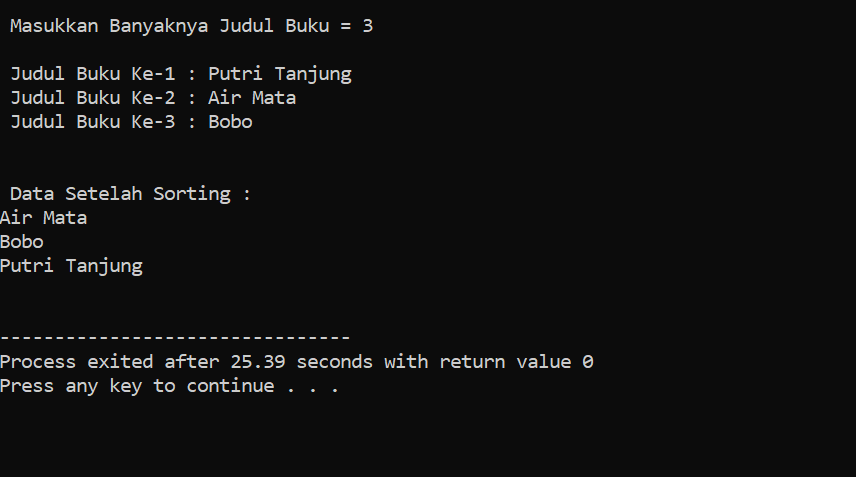 Masukkan Banyaknya Judul Buku = 3
Judul Buku Ke-1 : Putri Tanjung
Judul Buku Ke-2 : Air Mata
Judul Buku Ke-3 : Bobo
Data Setelah Sorting :
Air Mata
Bobo
Putri Tanjung
--------------------------------
Process exited after 25.39 seconds with return value 0
Press any key to continue . . .